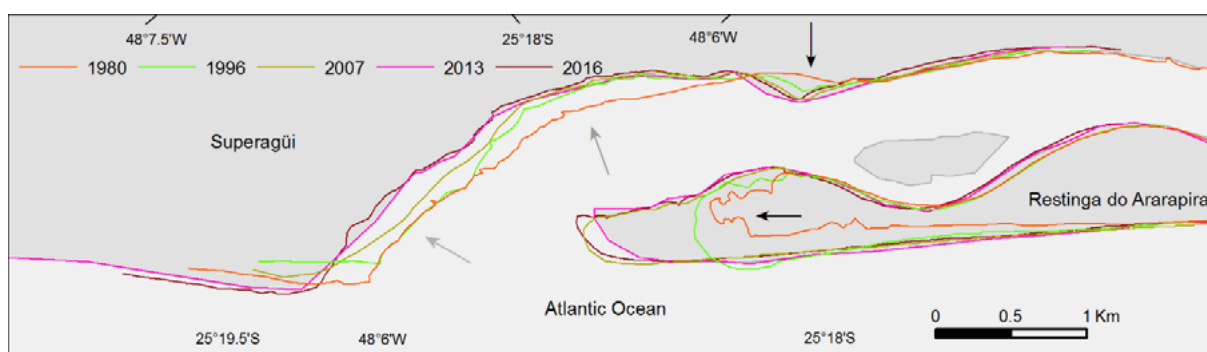 48°7.5'W 25°18'S 48°6'W
1980 1996 2007 2013 2016
Superagüi
Restinga do Ararapira
Atlantic Ocean
0 0.5 1 Km
25°19.5'S 48°6'W 25°18'S